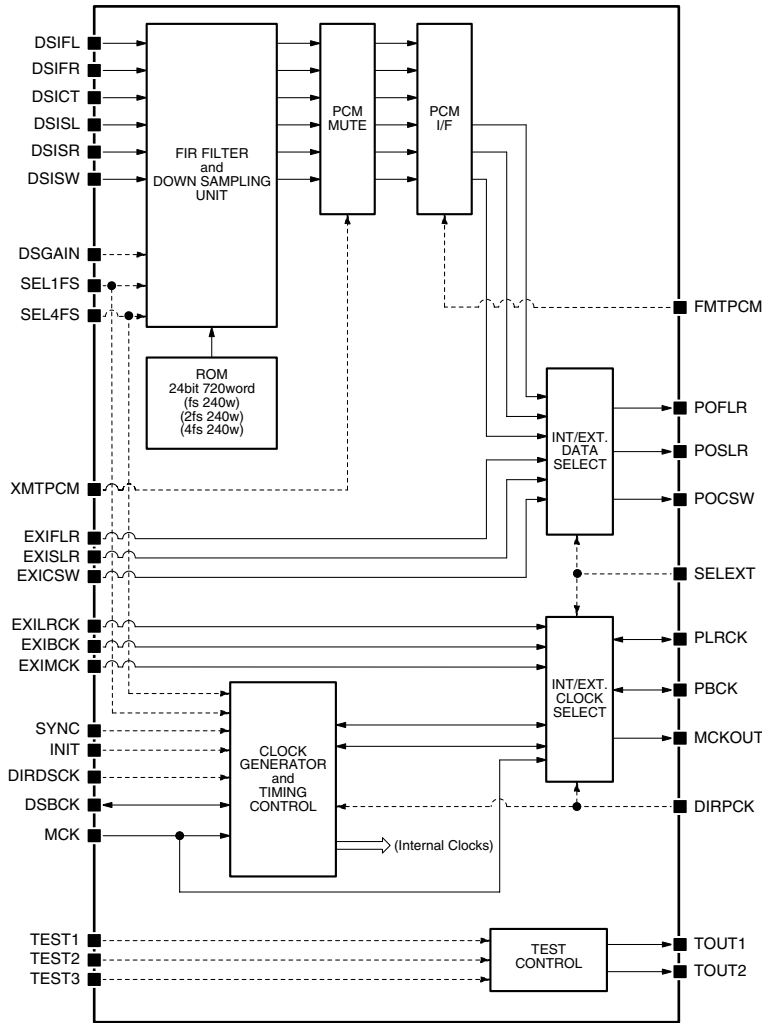 DSIFL
DSIFR
DSICT
DSISL
DSISR
DSISW
DSGAIN
SEL1FS
SEL4FS
FIR FILTER
and
DOWN SAMPLING
UNIT
PCM
MUTE
PCM
I/F
ROM
24bit 720word
(fs 240w)
(2fs 240w)
(4fs 240w)
FMTPCM
XMTPCM
EXIFLR
EXISLR
EXICSW
INT/EXT.
DATA
SELECT
POFLR
POSLR
POCSW
SELEXT
EXILRCK
EXIBCK
EXIMCK
INT/EXT.
CLOCK
SELECT
PLRCK
PBCK
MCKOUT
DIRPCK
SYNC
INIT
DIRDSCK
DSBCK
MCK
CLOCK
GENERATOR
and
TIMING
CONTROL
(Internal Clocks)
TEST1
TEST2
TEST3
TEST
CONTROL
TOUT1
TOUT2